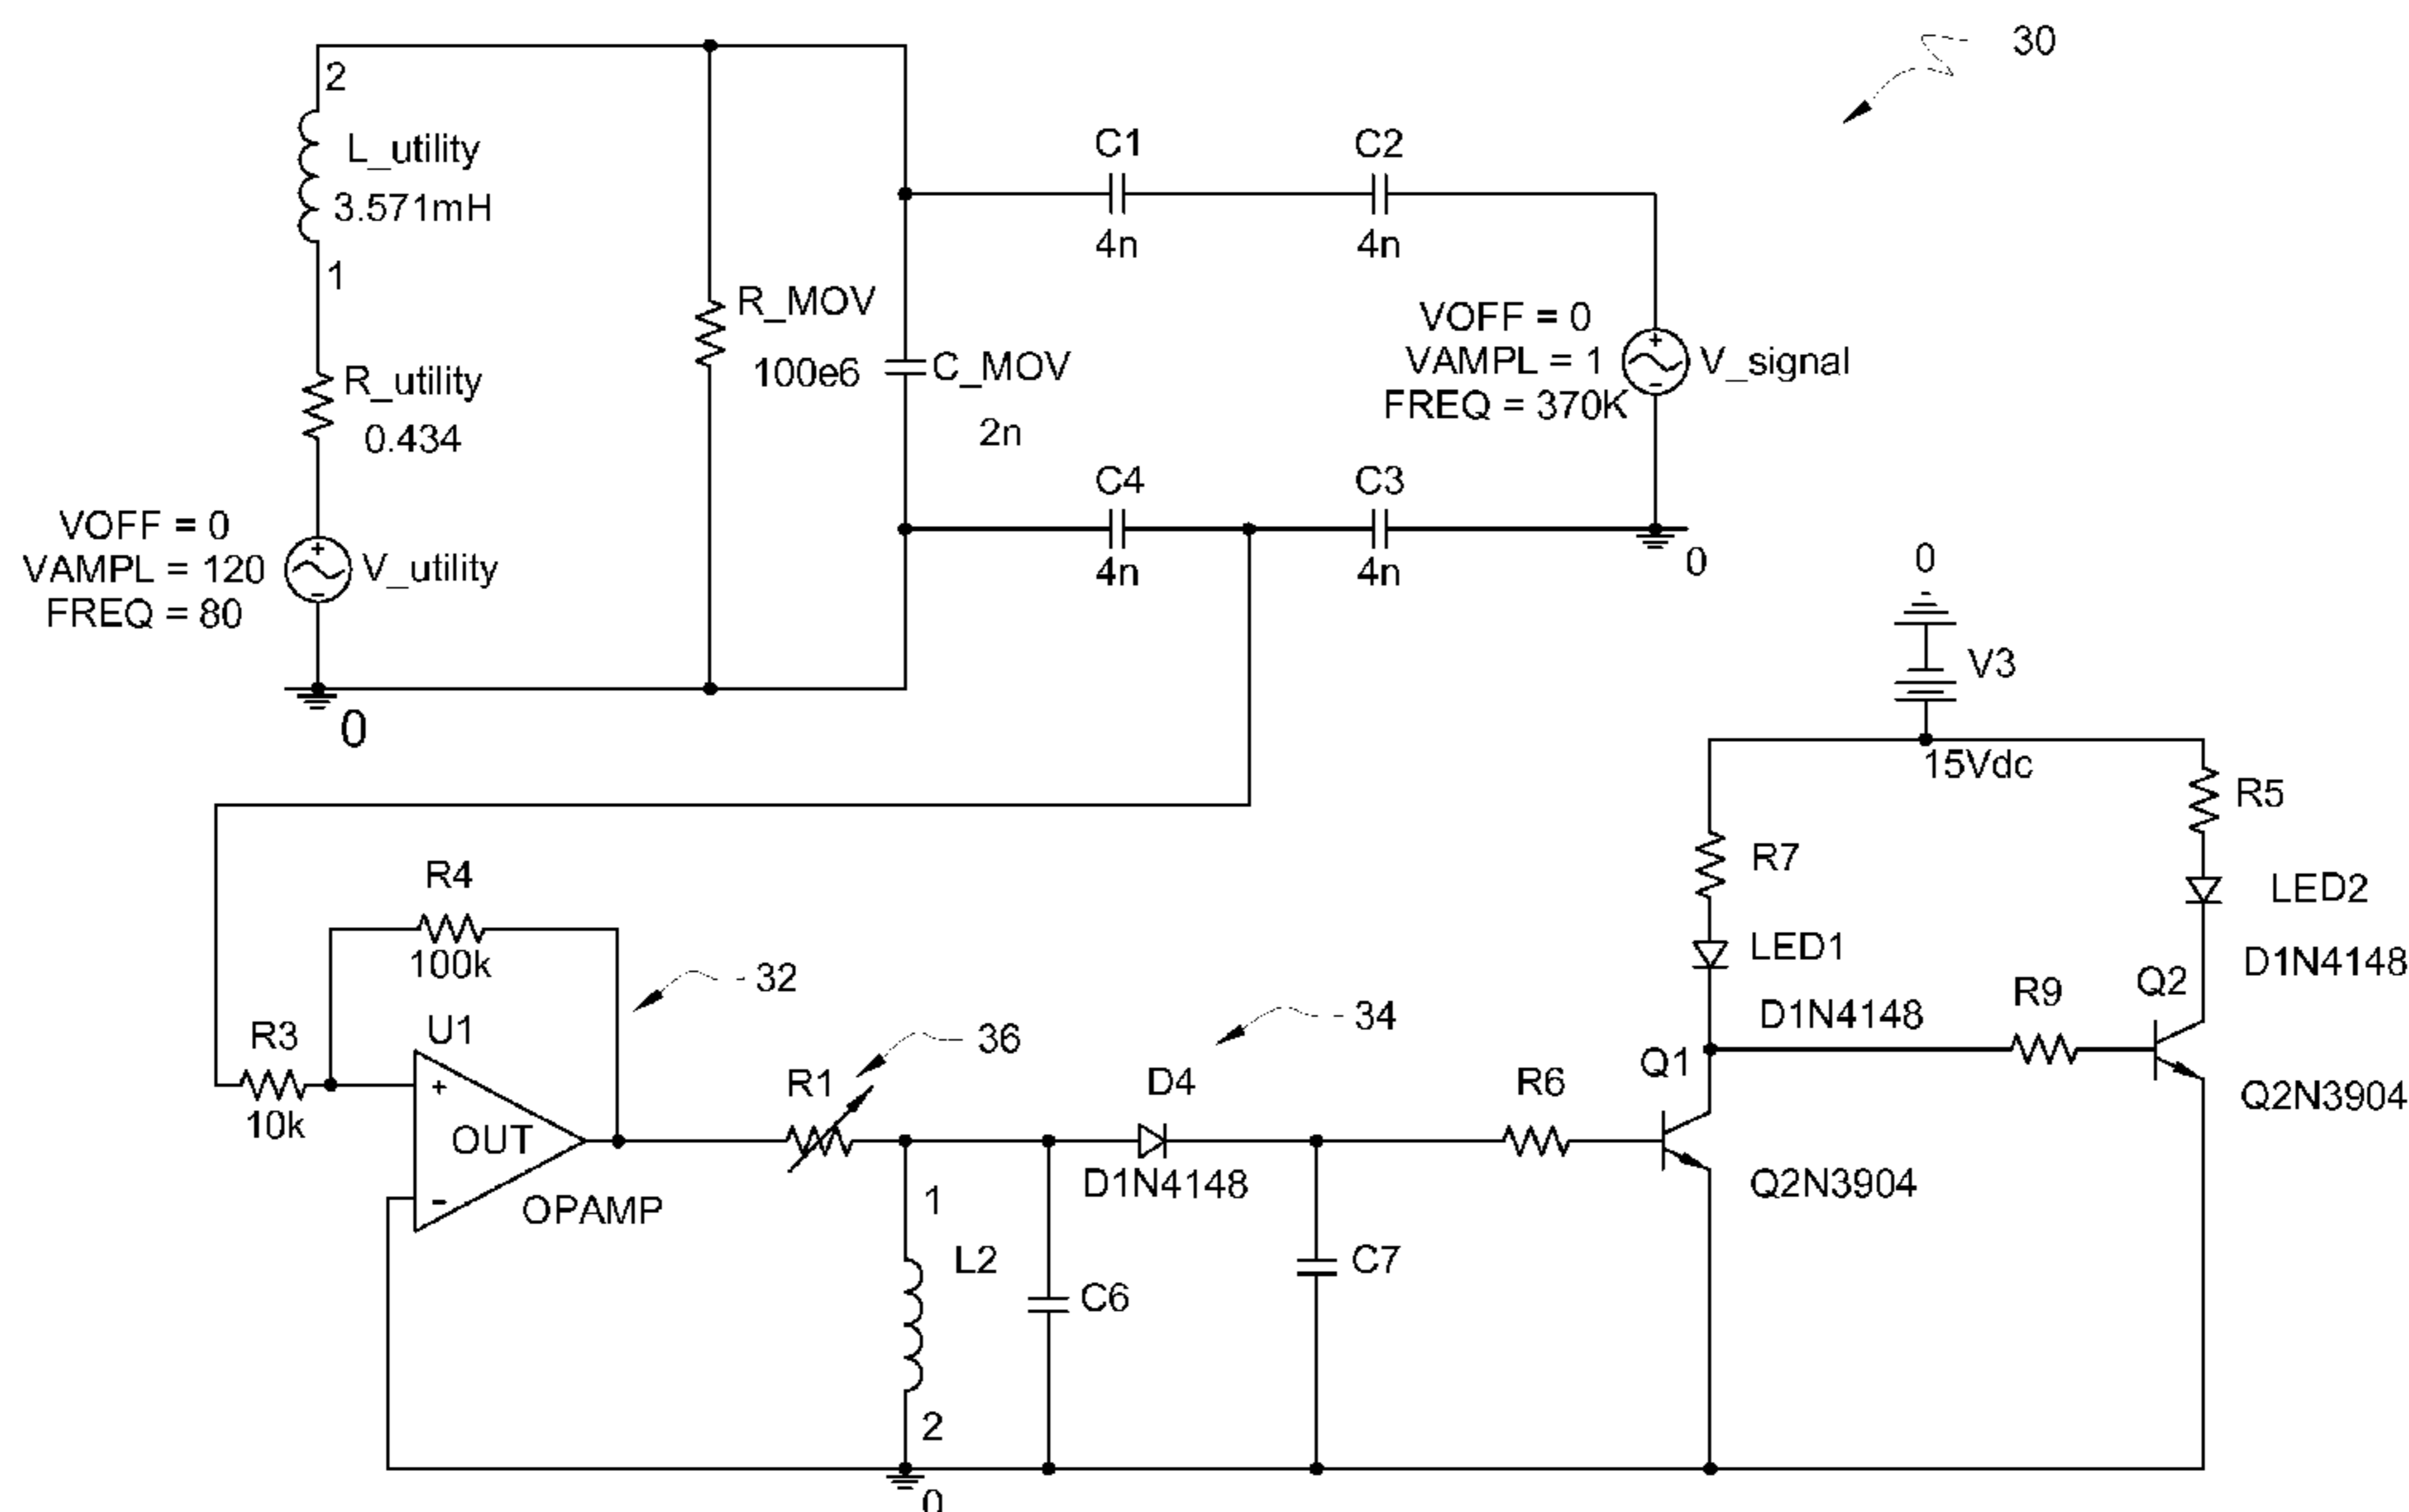 30
2
L_utility
3.571mH
1
R_utility
0.434
VOFF = 0
VAMPL = 120
FREQ = 80
V_utility
0
R_MOV
100e6
C_MOV
2n
C1
4n
C2
4n
VOFF = 0
VAMPL = 1
FREQ = 370K
V_signal
C4
4n
C3
4n
0
0
V3
15Vdc
R7
R5
LED1
D1N4148
LED2
D1N4148
R4
100k
32
U1
R3
10k
+
OUT
-
OPAMP
36
R1
34
D4
D1N4148
R6
Q1
Q2N3904
R9
Q2
Q2N3904
1
L2
2
C6
C7
0